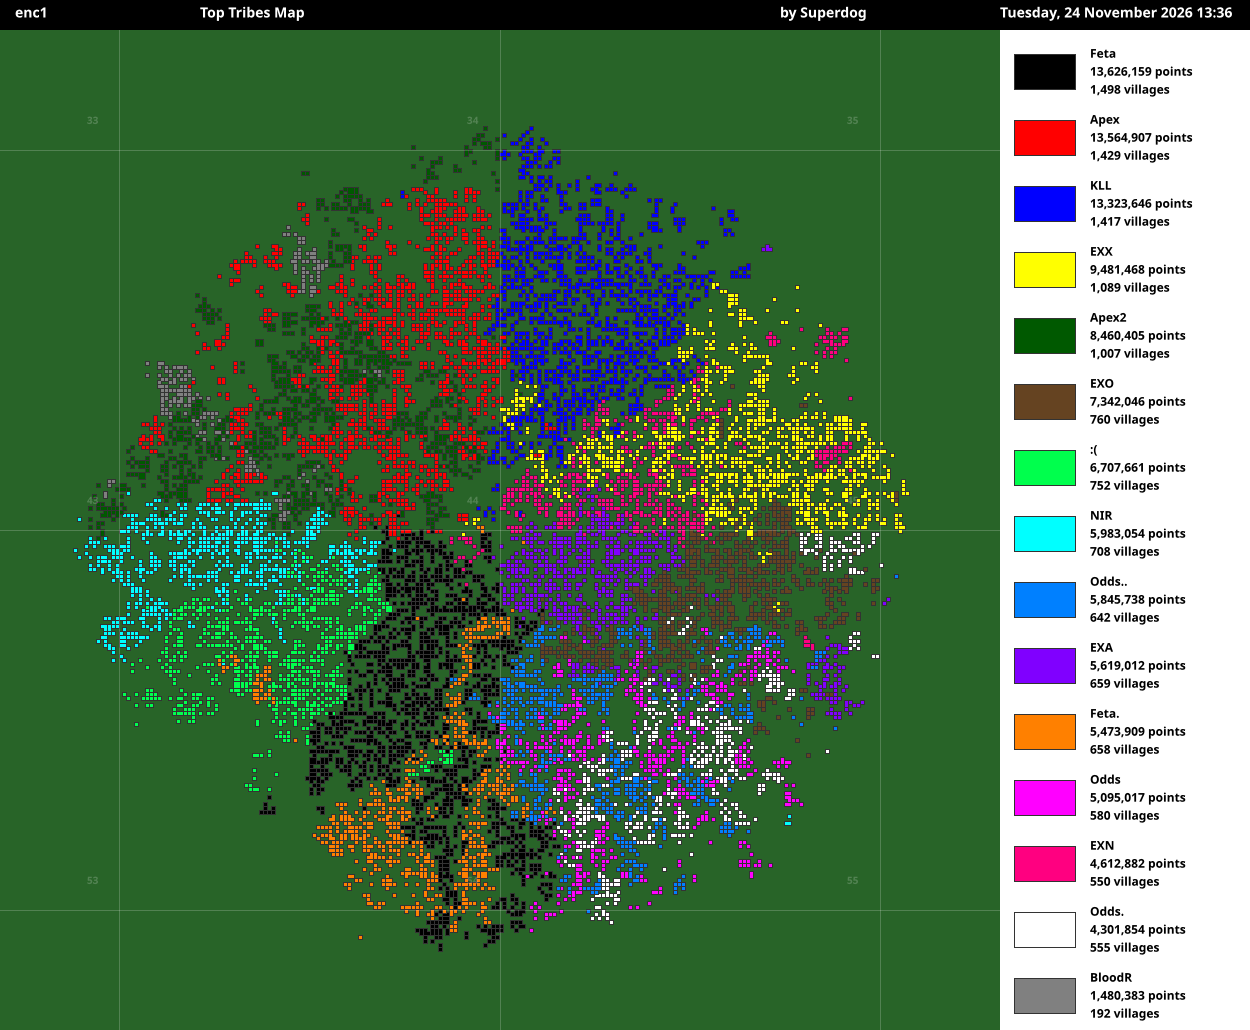 enc1 Top Tribes Map by Superdog Tuesday, 24 November 2026 13:36
Feta
13,626,159 points
1,498 villages
Apex
13,564,907 points
1,429 villages
KLL
13,323,646 points
1,417 villages
EXX
9,481,468 points
1,089 villages
Apex2
8,460,405 points
1,007 villages
EXO
7,342,046 points
760 villages
:(
6,707,661 points
752 villages
NIR
5,983,054 points
708 villages
Odds..
5,845,738 points
642 villages
EXA
5,619,012 points
659 villages
Feta.
5,473,909 points
658 villages
Odds
5,095,017 points
580 villages
EXN
4,612,882 points
550 villages
Odds.
4,301,854 points
555 villages
BloodR
1,480,383 points
192 villages
33 34 35
44
53 55